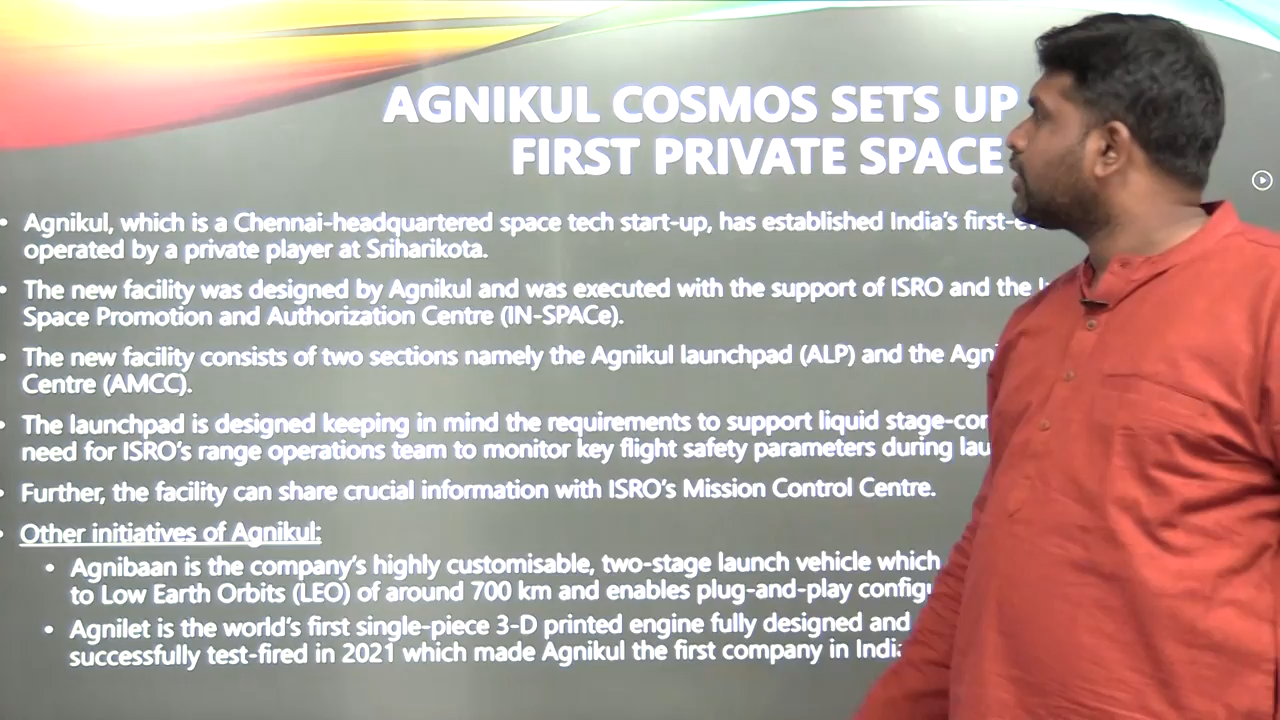 AGNIKUL COSMOS SETS UP
FIRST PRIVATE SPACE
• Agnikul, which is a Chennai-headquartered space tech start-up, has established India's
operated by a private player at Sriharikota.
• The new facility was designed by Agnikul and was executed with the support of ISRO and the
Space Promotion and Authorization Centre (IN-SPACe).
• The new facility consists of two sections namely the Agnikul launchpad (ALP) and the
Centre (AMCC).
• The launchpad is designed keeping in mind the requirements to support liquid
need for ISRO's range operations team to monitor key flight safety parameters during
• Further, the facility can share crucial information with ISRO's Mission Control Centre.
• Other initiatives of Agnikul:
• Agnibaan is the company's highly customisable, two-stage launch vehicle which
to Low Earth Orbits (LEO) of around 700 km and enables plug-and-play
• Agnilet is the world's first single-piece 3-D printed engine fully designed and
successfully test-fired in 2021 which made Agnikul the first company in